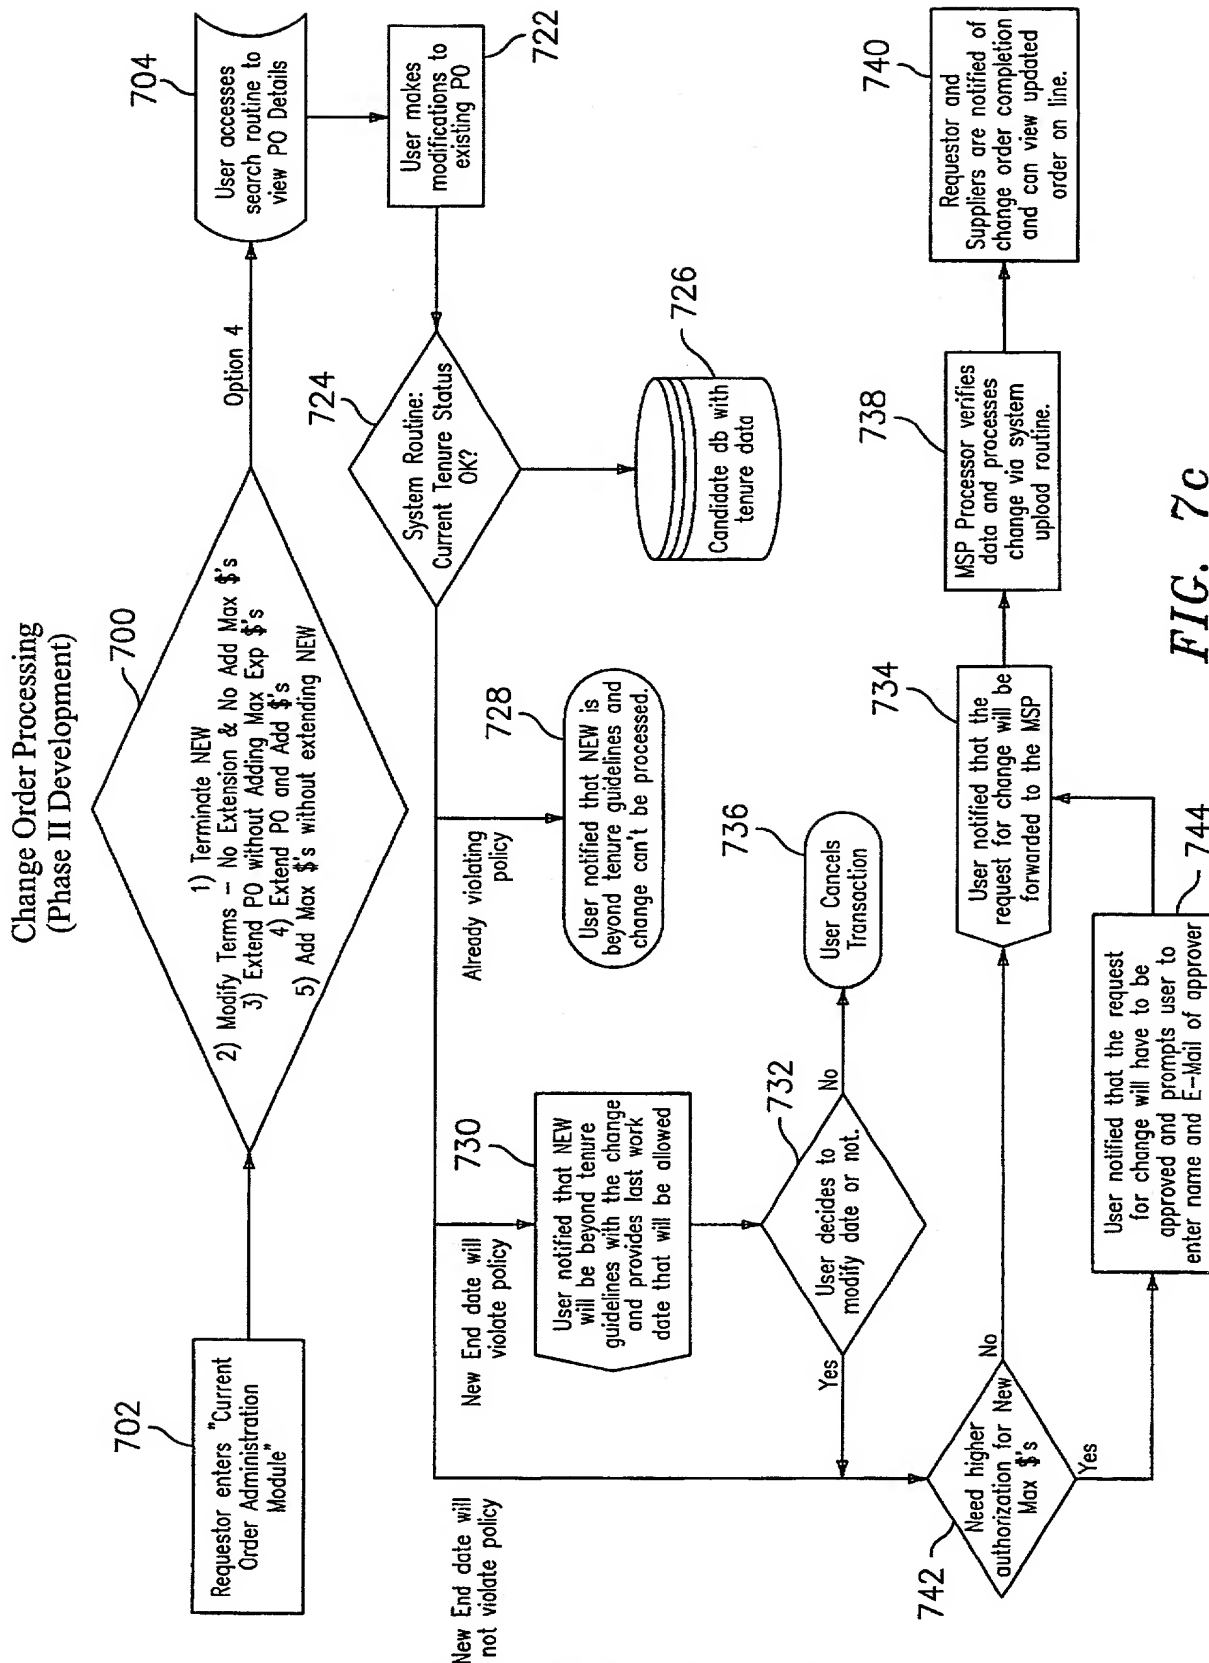 Change Order Processing
(Phase II Development)
702
Requestor enters "Current
Order Administration
Module"
700
1) Terminate NEW
2) Modify Terms – No Extension & No Add Max $'s
3) Extend PO without Adding Max Exp $'s
4) Extend PO and Add $'s
5) Add Max $'s without extending NEW
Option 4
704
User accesses
search routine to
view PO Details
722
User makes
modifications to
existing PO
724
System Routine:
Current Tenure Status
OK?
726
Candidate db with
tenure data
New End date will
not violate policy
New End date will
violate policy
Already violating
policy
728
User notified that NEW is
beyond tenure guidelines and
change can't be processed.
730
User notified that NEW
will be beyond tenure
guidelines with the change
and provides last work
date that will be allowed
732
User decides to
modify date or not.
Yes
No
736
User Cancels
Transaction
742
Need higher
authorization for New
Max $'s
No
Yes
734
User notified that the
request for change will be
forwarded to the MSP
744
User notified that the request
for change will have to be
approved and prompts user to
enter name and E–Mail of approver
738
MSP Processor verifies
data and processes
change via system
upload routine.
740
Requestor and
Suppliers are notified of
change order completion
and can view updated
order on line.
FIG. 7c